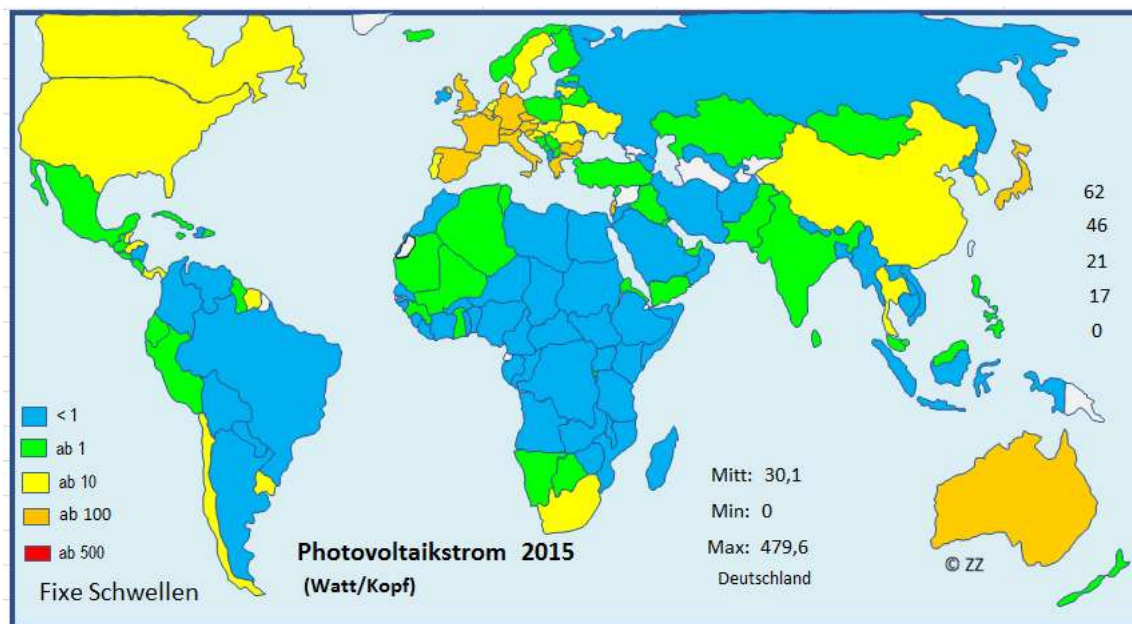 62
46
21
17
0
< 1
ab 1
ab 10
ab 100
ab 500
Fixe Schwellen
Photovoltaikstrom 2015
(Watt/Kopf)
Mitt: 30,1
Min: 0
Max: 479,6
Deutschland
© ZZ